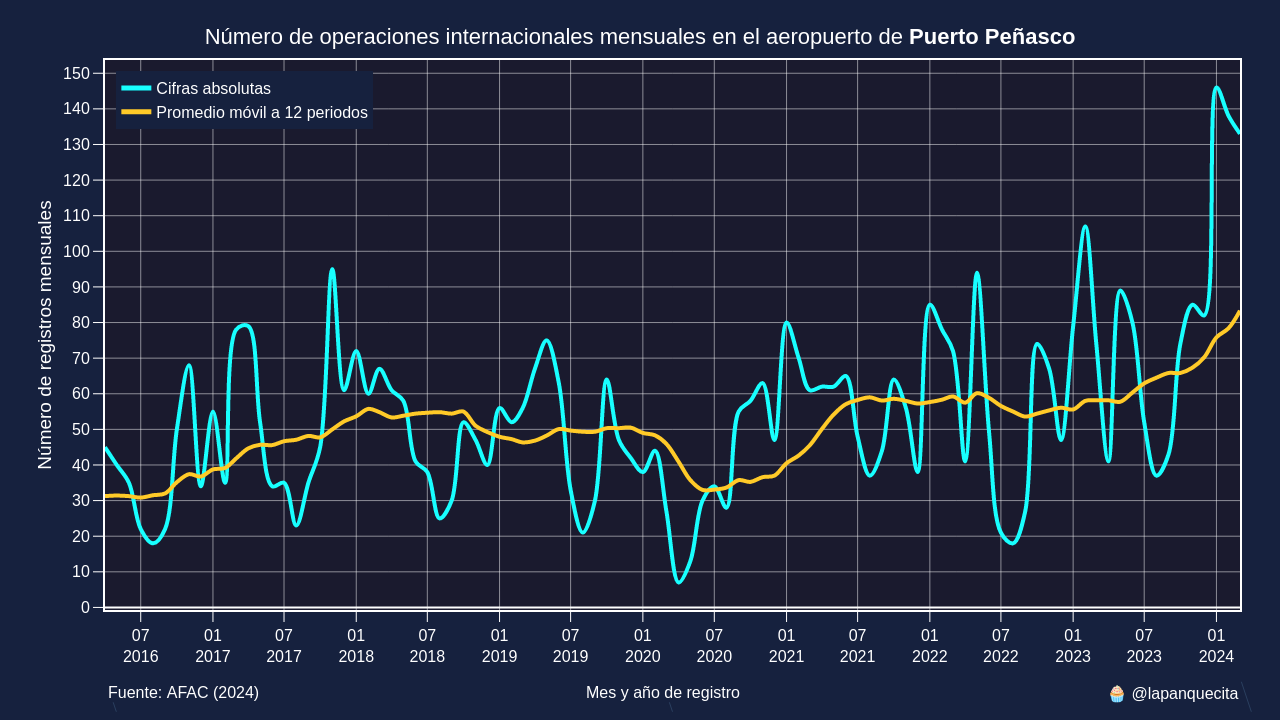 Número de operaciones internacionales mensuales en el aeropuerto de Puerto Peñasco
Cifras absolutas
Promedio móvil a 12 periodos
Número de registros mensuales
150
140
130
120
110
100
90
80
70
60
50
40
30
20
10
0
07 01 07 01 07 01 07 01 07 01 07 01 07 01 07 01
2016 2017 2017 2018 2018 2019 2019 2020 2020 2021 2021 2022 2022 2023 2023 2024
Fuente: AFAC (2024) Mes y año de registro 🧁 @lapanquecita